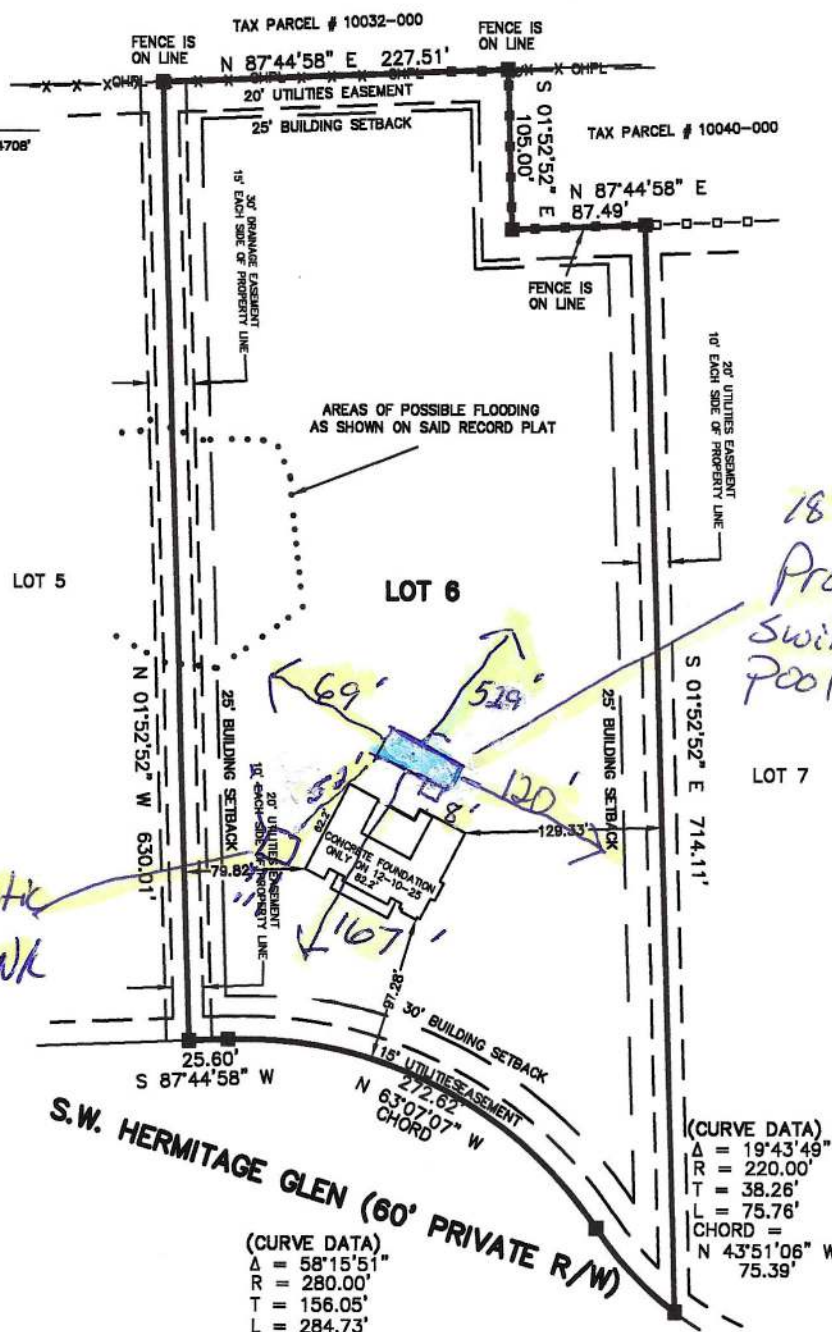 TAX PARCEL # 10032-000
FENCE IS
ON LINE
FENCE IS
ON LINE
N 87°44'58" E 227.51'
OHPL
OHPL
OHPL
OHPL
20' UTILITIES EASEMENT
25' BUILDING SETBACK
4708'
S 01°52'52" E
105.00'
TAX PARCEL # 10040-000
N 87°44'58" E
87.49'
FENCE IS
ON LINE
30' DRAINAGE EASEMENT
15' EACH SIDE OF PROPERTY LINE
20' UTILITIES EASEMENT
10' EACH SIDE OF PROPERTY LINE
AREAS OF POSSIBLE FLOODING
AS SHOWN ON SAID RECORD PLAT
LOT 5
LOT 6
18
Pro
Swi
Pool
69'
529'
N 01°52'52" W 630.01'
25' BUILDING SETBACK
25' BUILDING SETBACK
S 01°52'52" E 714.11'
LOT 7
120'
8'
129.33'
62.2'
CONCRETE FOUNDATION
ONLY ON 12-10-25
82.2'
20' UTILITIES EASEMENT
10' EACH SIDE OF PROPERTY LINE
79.82'
tic
NK
167'
97.28'
30' BUILDING SETBACK
15' UTILITIES EASEMENT
25.60'
S 87°44'58" W
272.62'
N 63°07'07" W
CHORD
S.W. HERMITAGE GLEN (60' PRIVATE R/W)
(CURVE DATA)
Δ = 19°43'49"
R = 220.00'
T = 38.26'
L = 75.76'
CHORD =
N 43°51'06" W
75.39'
(CURVE DATA)
Δ = 58°15'51"
R = 280.00'
T = 156.05'
L = 284.73'